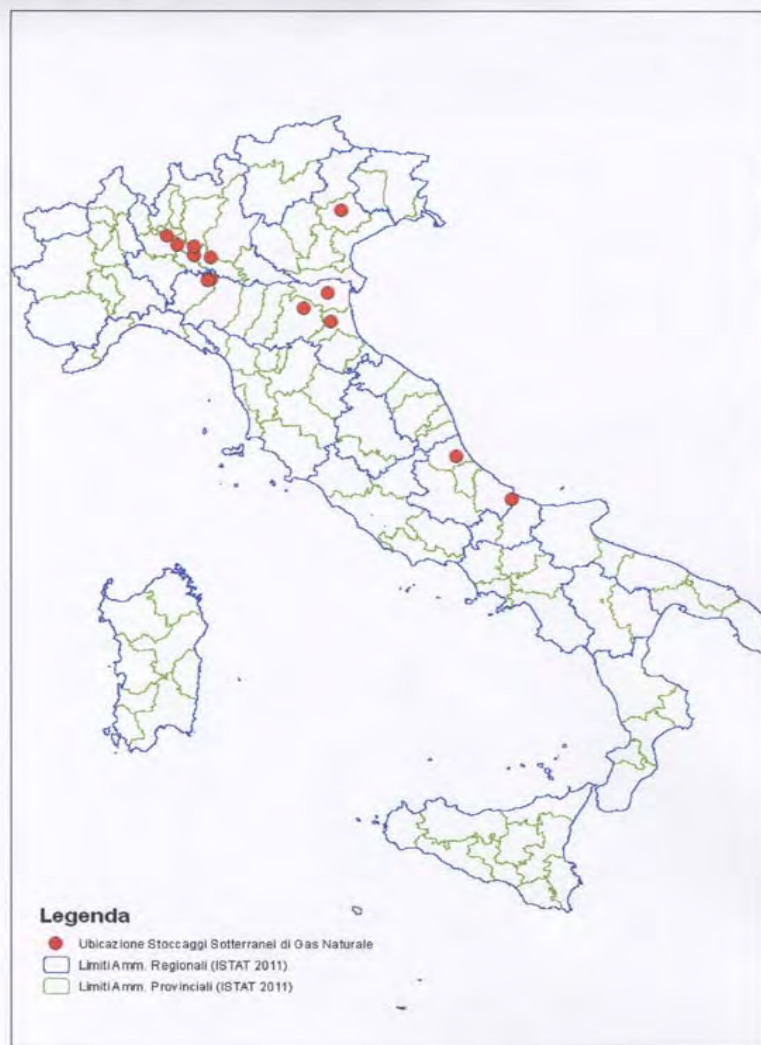 Legenda
Ubicazione Stoccaggi Sotterranei di Gas Naturale
Limiti Amm. Regionali (ISTAT 2011)
Limiti Amm. Provinciali (ISTAT 2011)